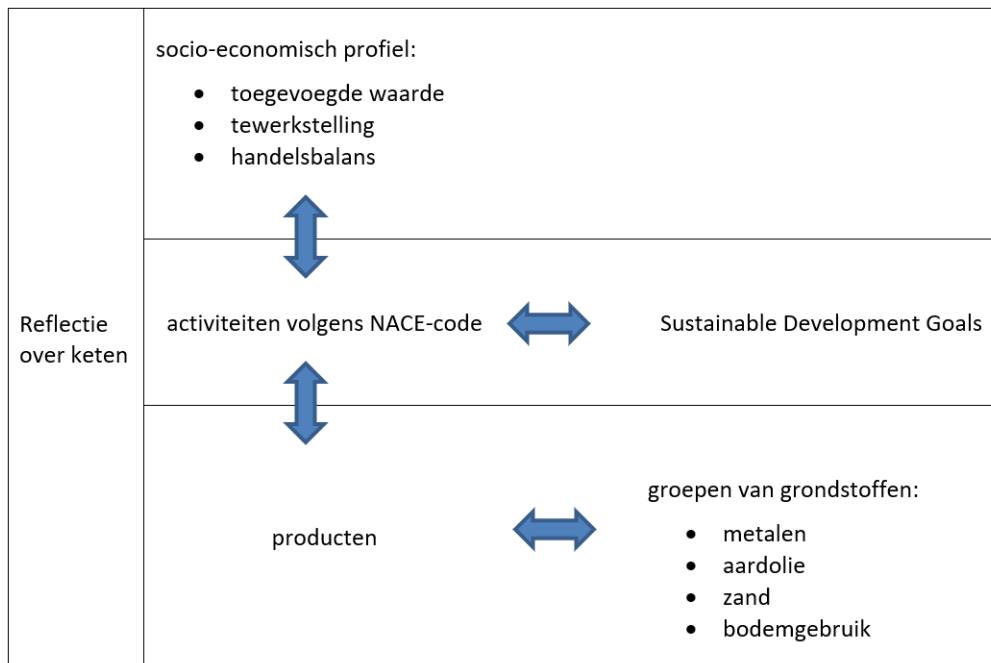 socio-economisch profiel:
• toegevoegde waarde
• tewerkstelling
• handelsbalans
Reflectie
over keten
activiteiten volgens NACE-code
Sustainable Development Goals
producten
groepen van grondstoffen:
• metalen
• aardolie
• zand
• bodemgebruik